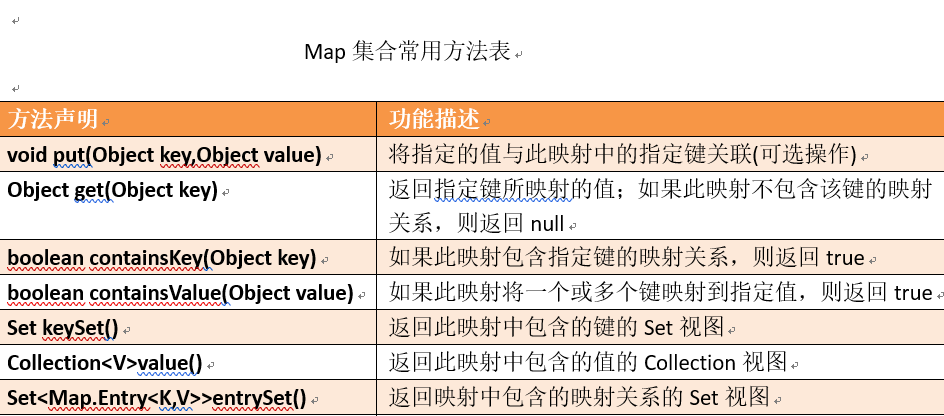 Map 集合常用方法表
方法声明 功能描述
void put(Object key,Object value) 将指定的值与此映射中的指定键关联(可选操作)
Object get(Object key) 返回指定键所映射的值；如果此映射不包含该键的映射
关系，则返回 null
boolean containsKey(Object key) 如果此映射包含指定键的映射关系，则返回 true
boolean containsValue(Object value) 如果此映射将一个或多个键映射到指定值，则返回 true
Set keySet() 返回此映射中包含的键的 Set 视图
Collection<V>value() 返回此映射中包含的值的 Collection 视图
Set<Map.Entry<K,V>>entrySet() 返回映射中包含的映射关系的 Set 视图